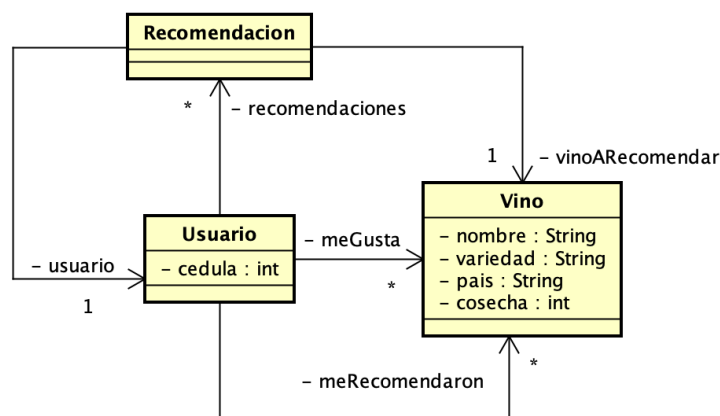 Recomendacion
* – recomendaciones
1 – vinoARecomendar
Vino
– nombre : String
– variedad : String
– pais : String
– cosecha : int
Usuario
– cedula : int
– meGusta
*
– usuario
1
*
– meRecomendaron